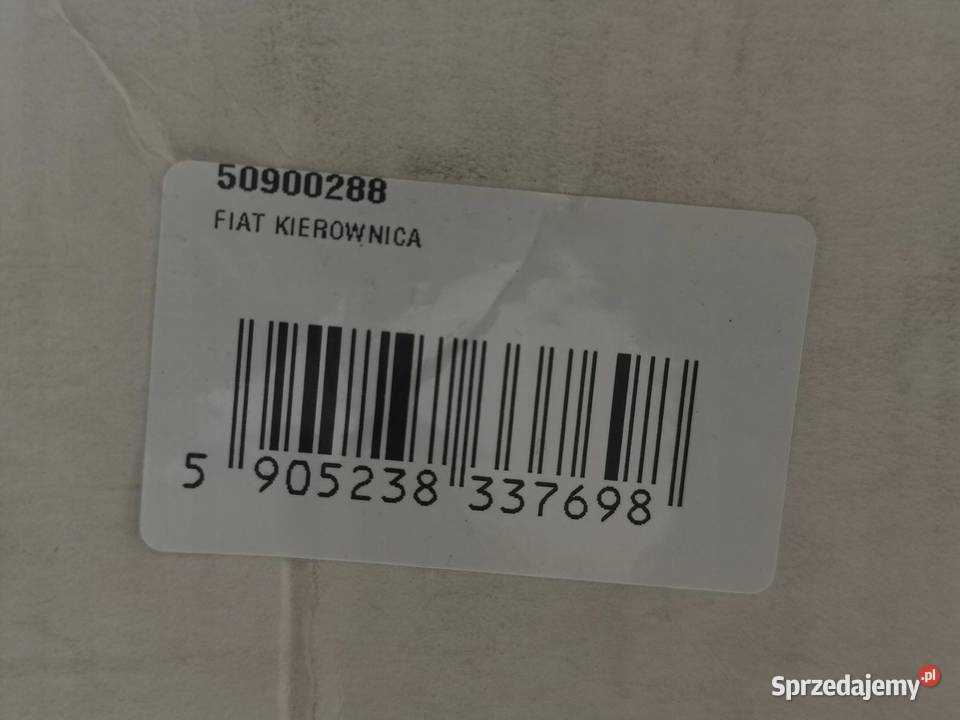 50900288
FIAT KIEROWNICA
5 905238 337698
Sprzedajemy.pl